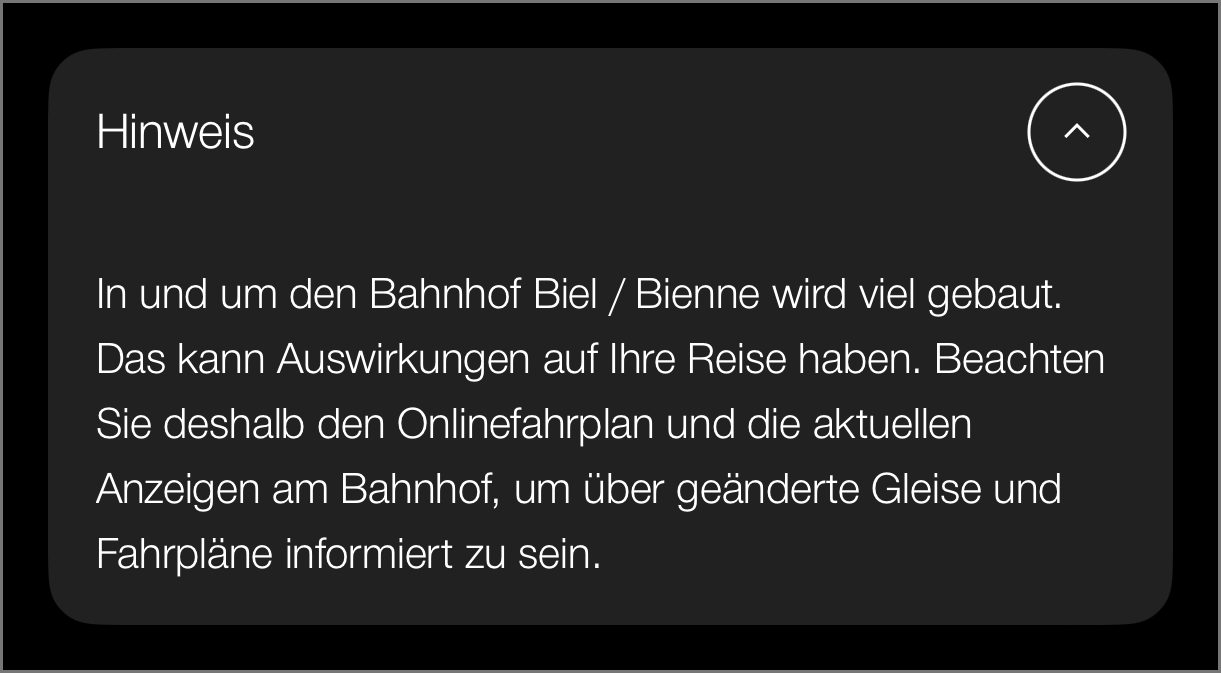 Hinweis
In und um den Bahnhof Biel / Bienne wird viel gebaut.
Das kann Auswirkungen auf Ihre Reise haben. Beachten
Sie deshalb den Onlinefahrplan und die aktuellen
Anzeigen am Bahnhof, um über geänderte Gleise und
Fahrpläne informiert zu sein.